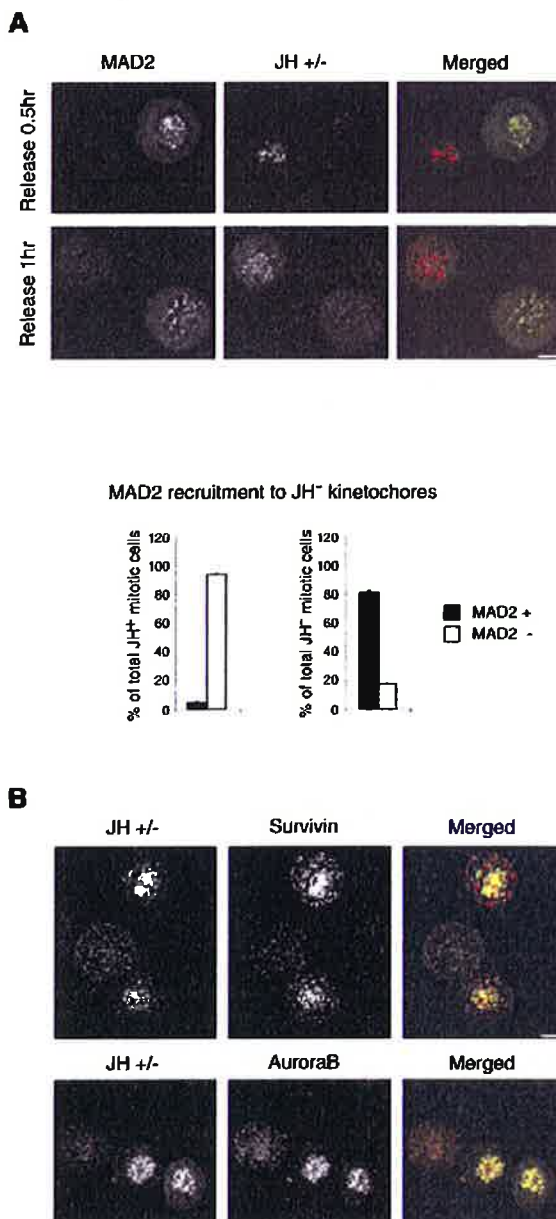 A
MAD2 JH +/- Merged
Release 0.5hr
Release 1hr
MAD2 recruitment to JH⁻ kinetochores
% of total JH⁺ mitotic cells
120
100
80
60
40
20
0
% of total JH⁻ mitotic cells
120
100
80
60
40
20
0
MAD2 +
MAD2 -
B
JH +/- Survivin Merged
JH +/- AuroraB Merged